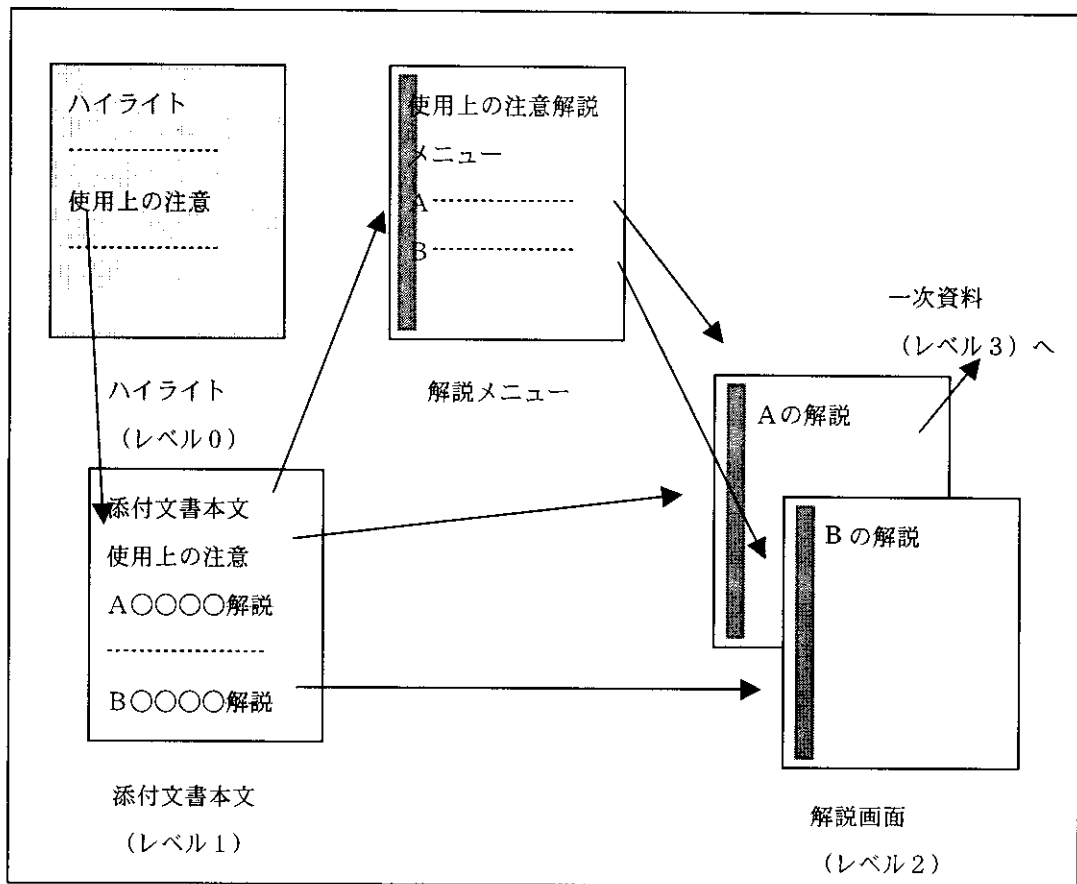 ハイライト
使用上の注意
ハイライト
(レベル0)
使用上の注意解説
メニュー
A
B
解説メニュー
一次資料
(レベル3)へ
添付文書本文
使用上の注意
A○○○○解説
B○○○○解説
添付文書本文
(レベル1)
Aの解説
Bの解説
解説画面
(レベル2)